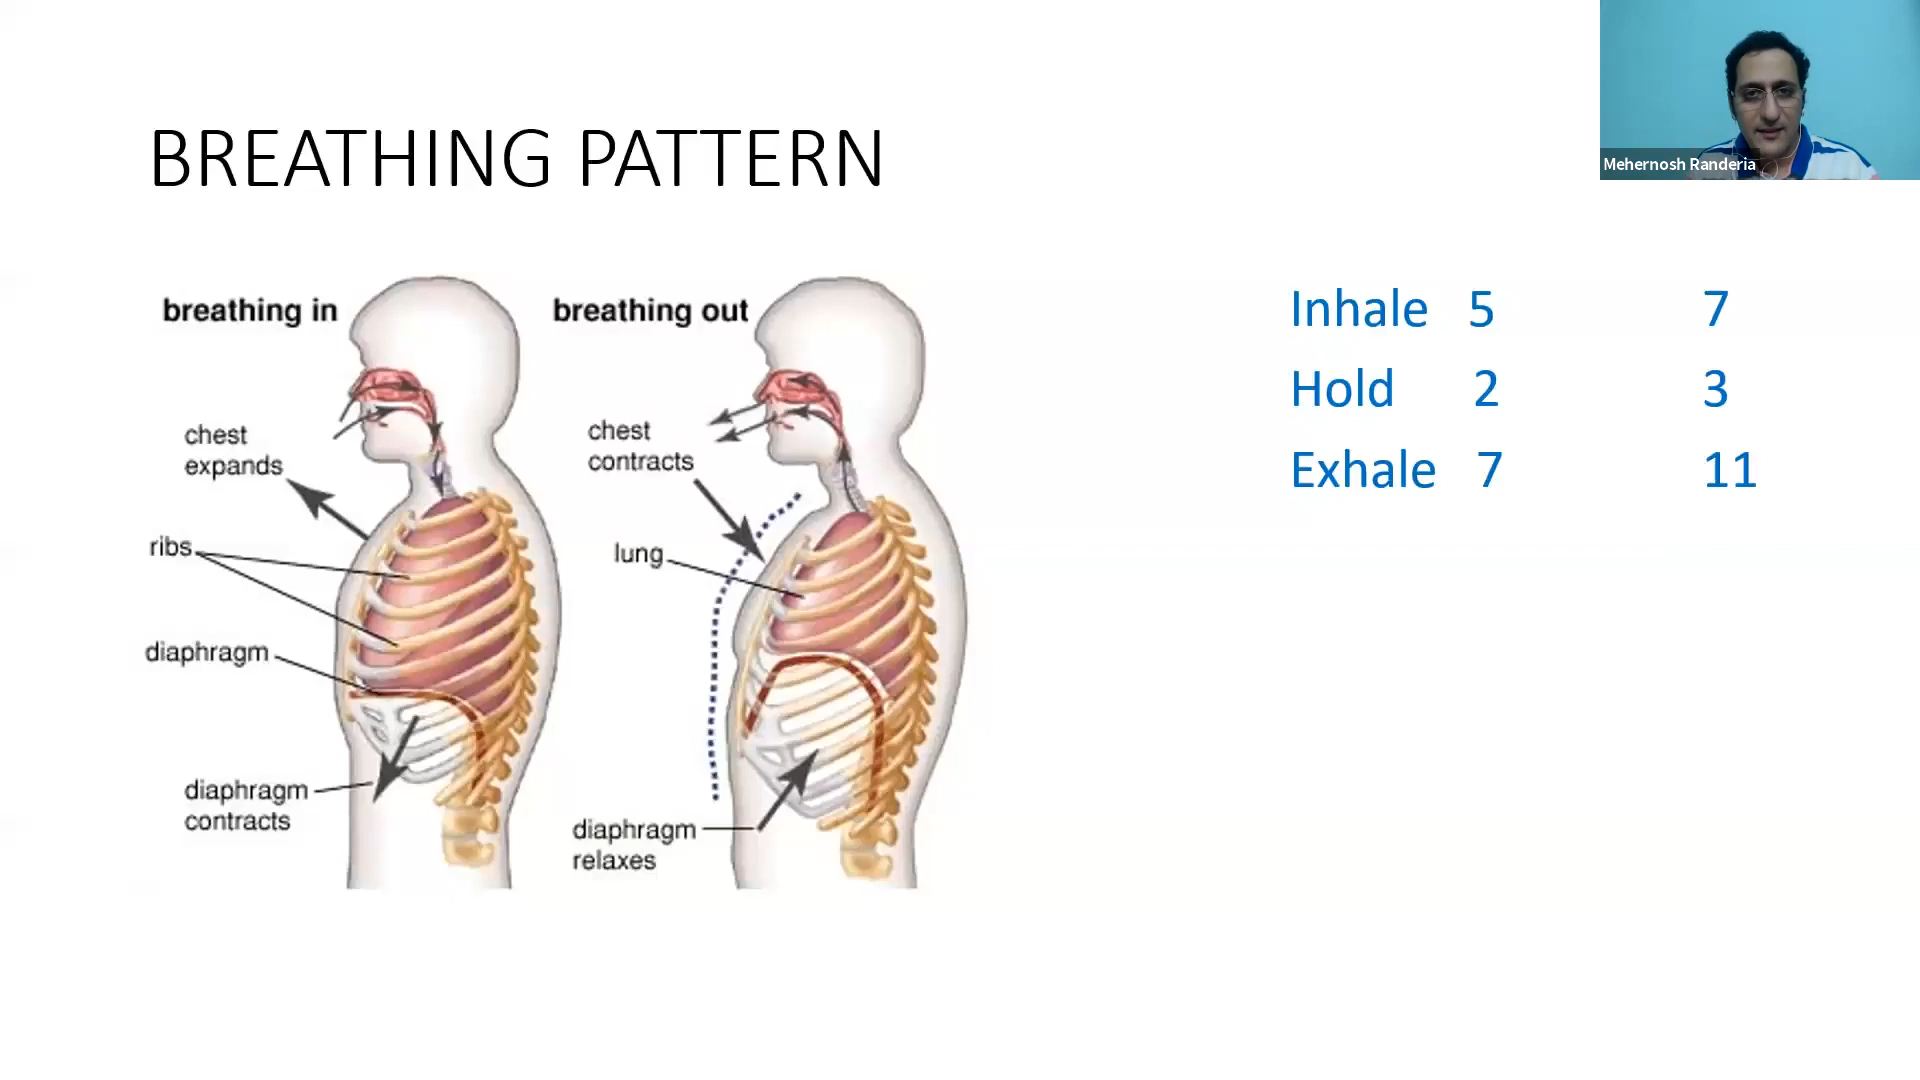 BREATHING PATTERN
Mehernosh Randeria
breathing in
breathing out
chest
expands
ribs
diaphragm
diaphragm
contracts
chest
contracts
lung
diaphragm
relaxes
Inhale 5 7
Hold 2 3
Exhale 7 11